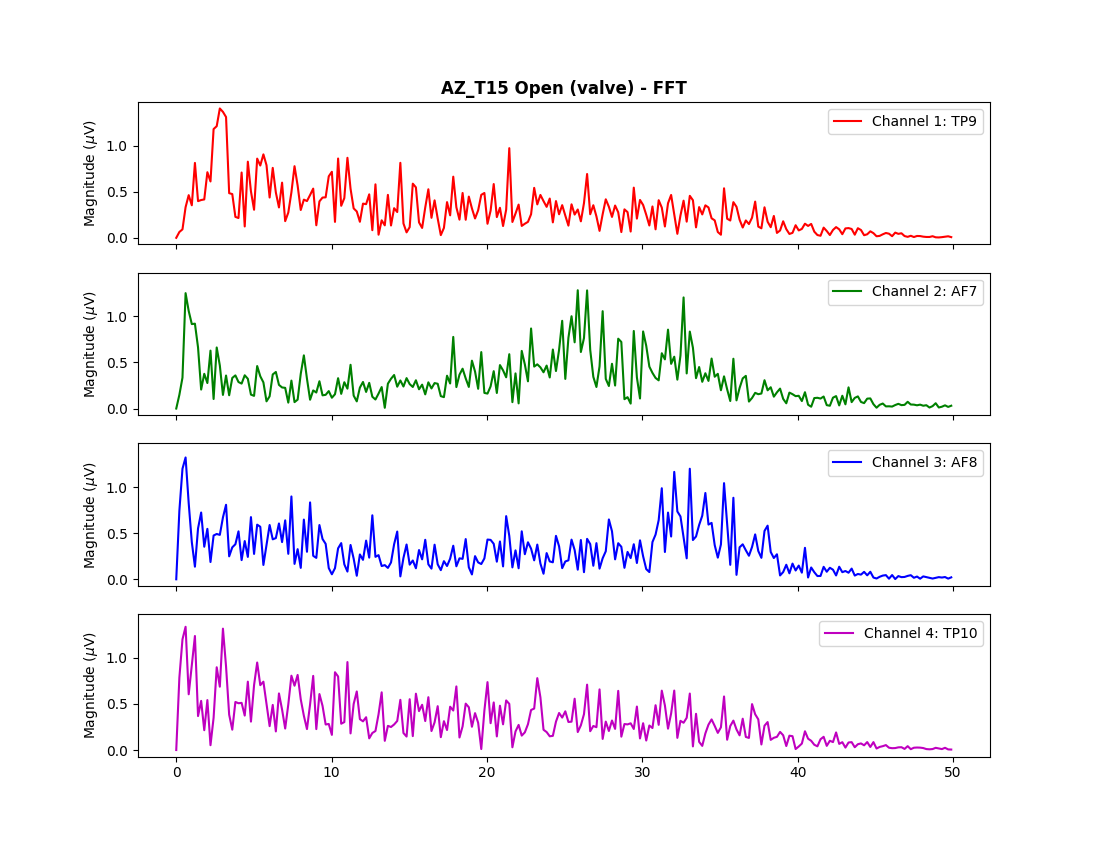 AZ_T15 Open (valve) - FFT
Magnitude (μV)
1.0
0.5
0.0
Channel 1: TP9
Magnitude (μV)
1.0
0.5
0.0
Channel 2: AF7
Magnitude (μV)
1.0
0.5
0.0
Channel 3: AF8
Magnitude (μV)
1.0
0.5
0.0
Channel 4: TP10
0 10 20 30 40 50